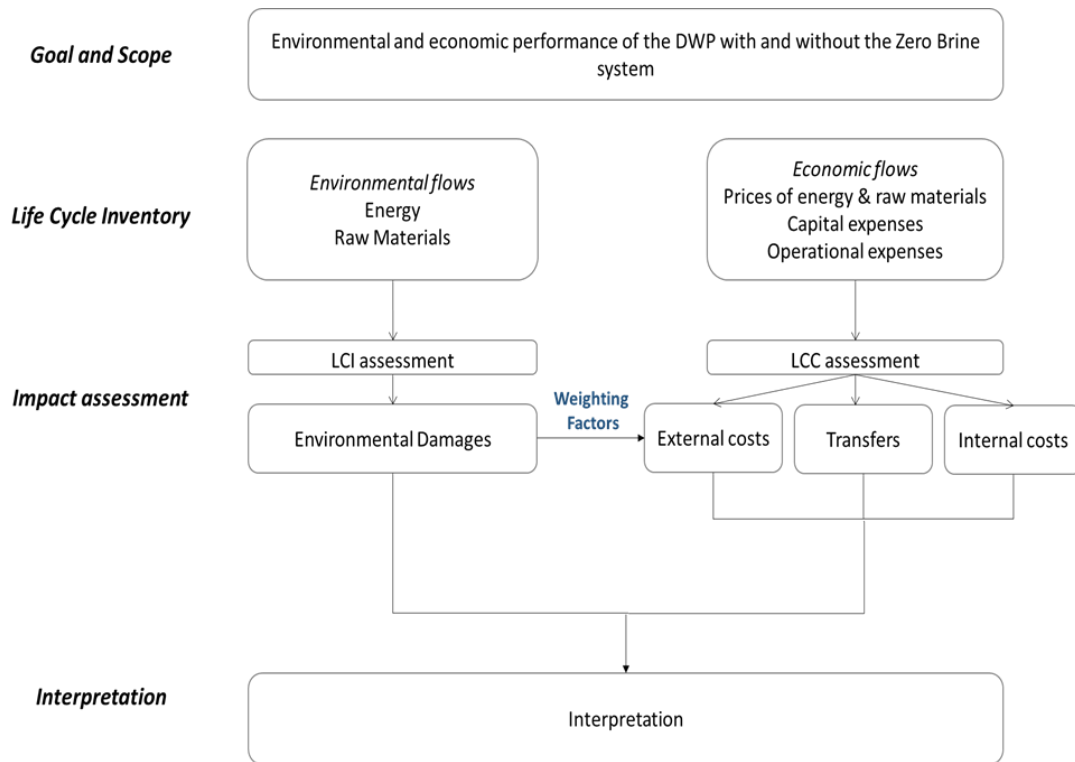 Goal and Scope
Environmental and economic performance of the DWP with and without the Zero Brine
system
Life Cycle Inventory
Environmental flows
Energy
Raw Materials
Economic flows
Prices of energy & raw materials
Capital expenses
Operational expenses
Impact assessment
LCI assessment
LCC assessment
Environmental Damages
Weighting
Factors
External costs
Transfers
Internal costs
Interpretation
Interpretation